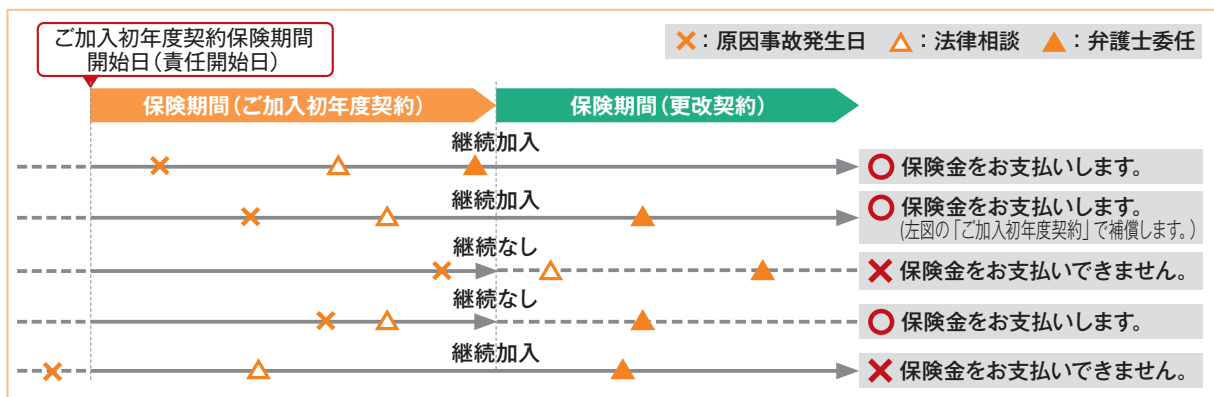 ご加入初年度契約保険期間
開始日(責任開始日)
×：原因事故発生日 △：法律相談 ▲：弁護士委任
保険期間(ご加入初年度契約)
保険期間(更改契約)
継続加入
保険金をお支払いします。
継続加入
保険金をお支払いします。
(左図の「ご加入初年度契約」で補償します。)
継続なし
保険金をお支払いできません。
継続なし
保険金をお支払いします。
継続加入
保険金をお支払いできません。